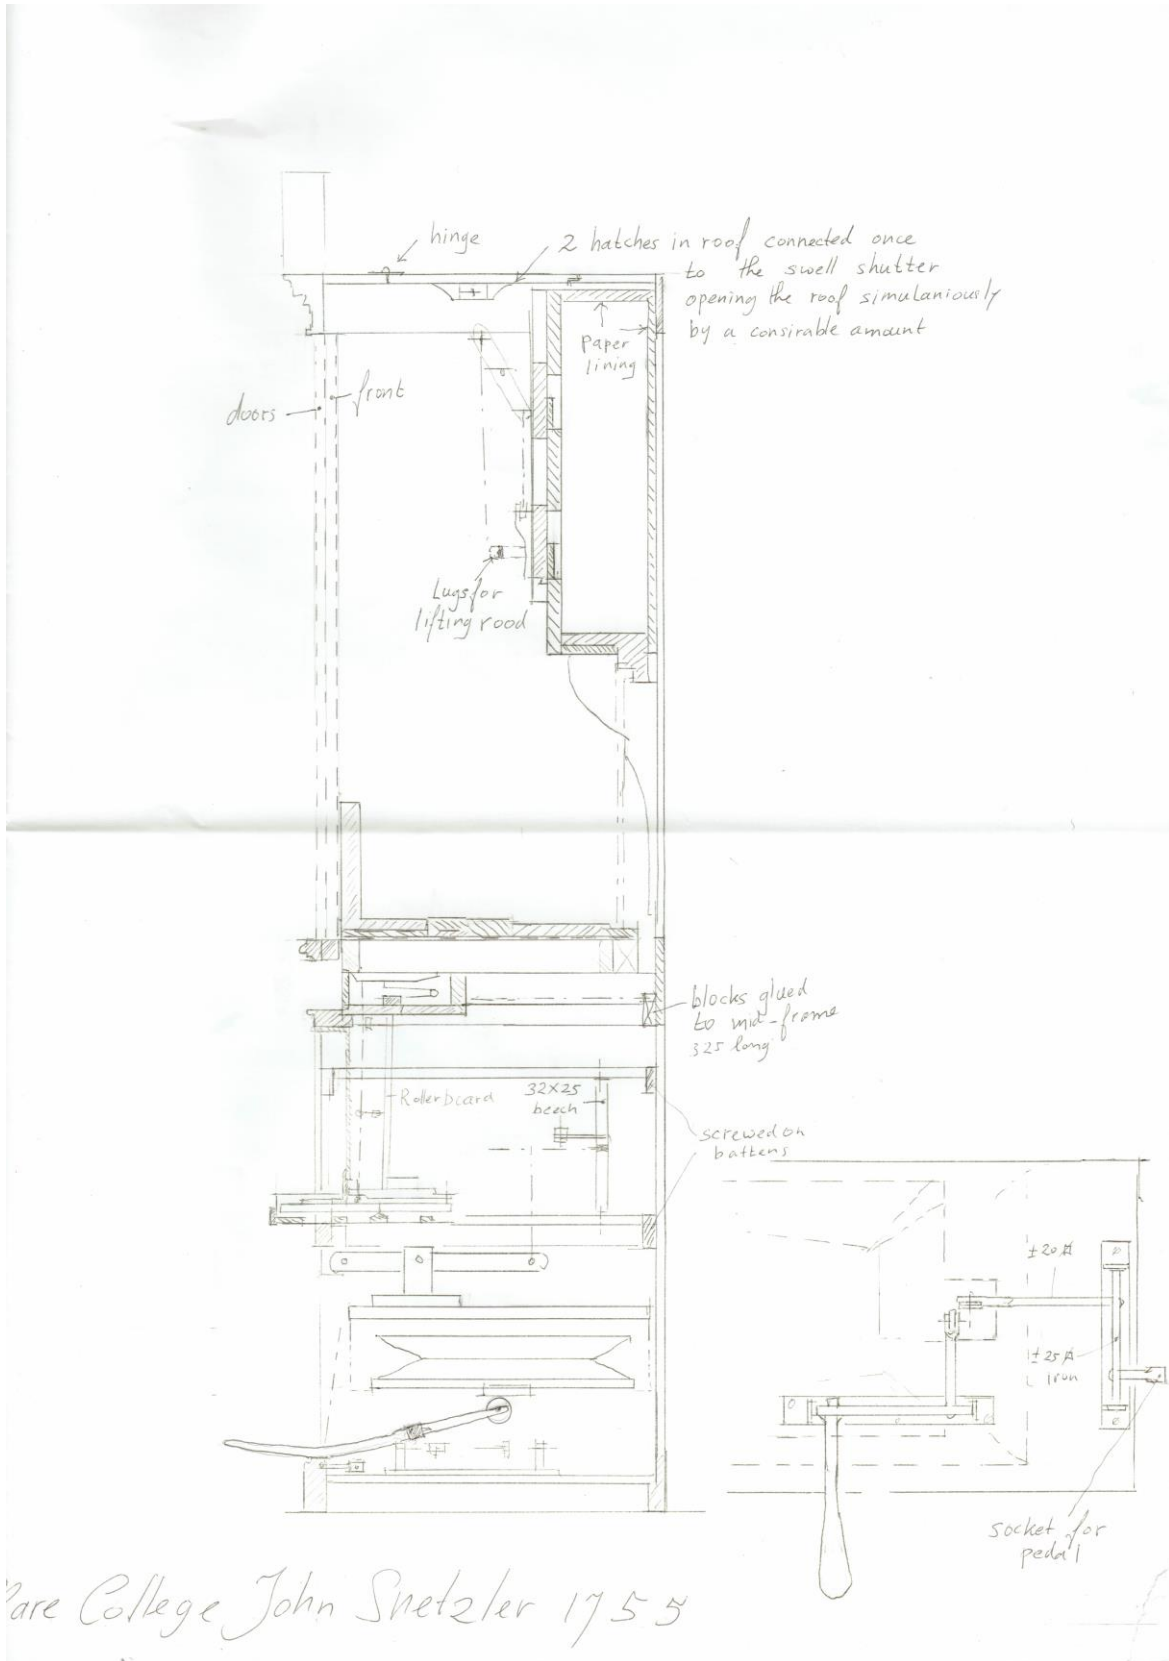 hinge
2 hatches in roof connected once
to the swell shutter
opening the roof simulaniously
by a consirable amount
paper
lining
front
doors
Lugs for
lifting rood
blocks glued
to mid-frame
325 long
Rollerboard
32×25
beech
screwed on
battens
±20
±25
iron
socket for
pedal
are College John Snetzler 1755